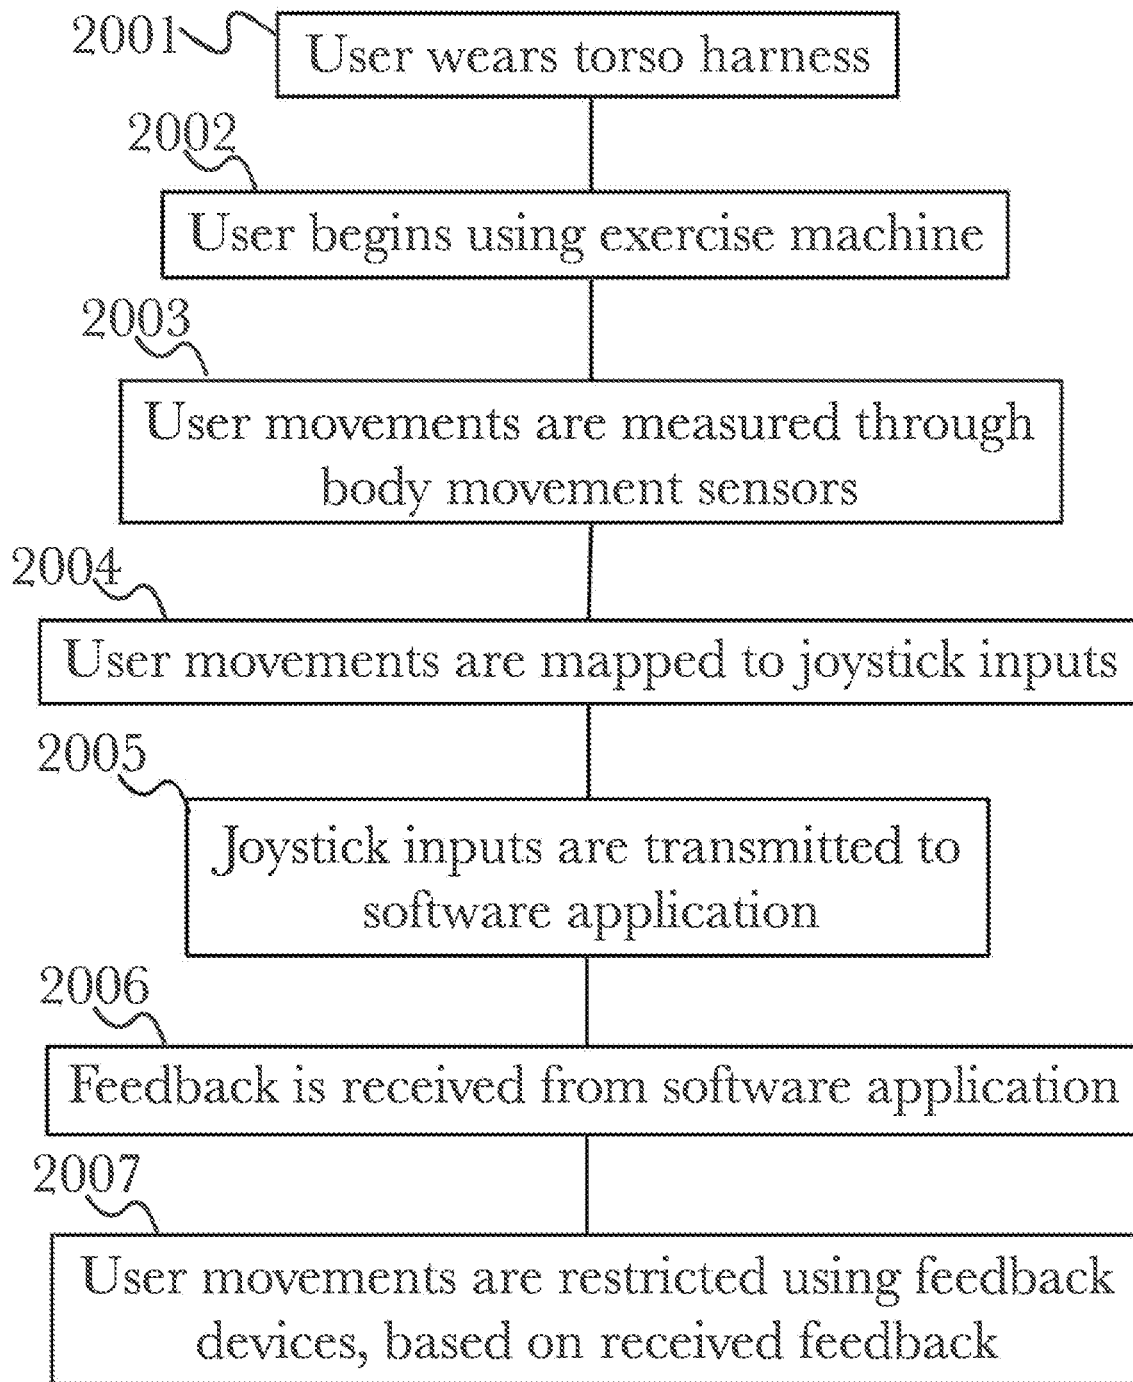 2001
User wears torso harness
2002
User begins using exercise machine
2003
User movements are measured through
body movement sensors
2004
User movements are mapped to joystick inputs
2005
Joystick inputs are transmitted to
software application
2006
Feedback is received from software application
2007
User movements are restricted using feedback
devices, based on received feedback